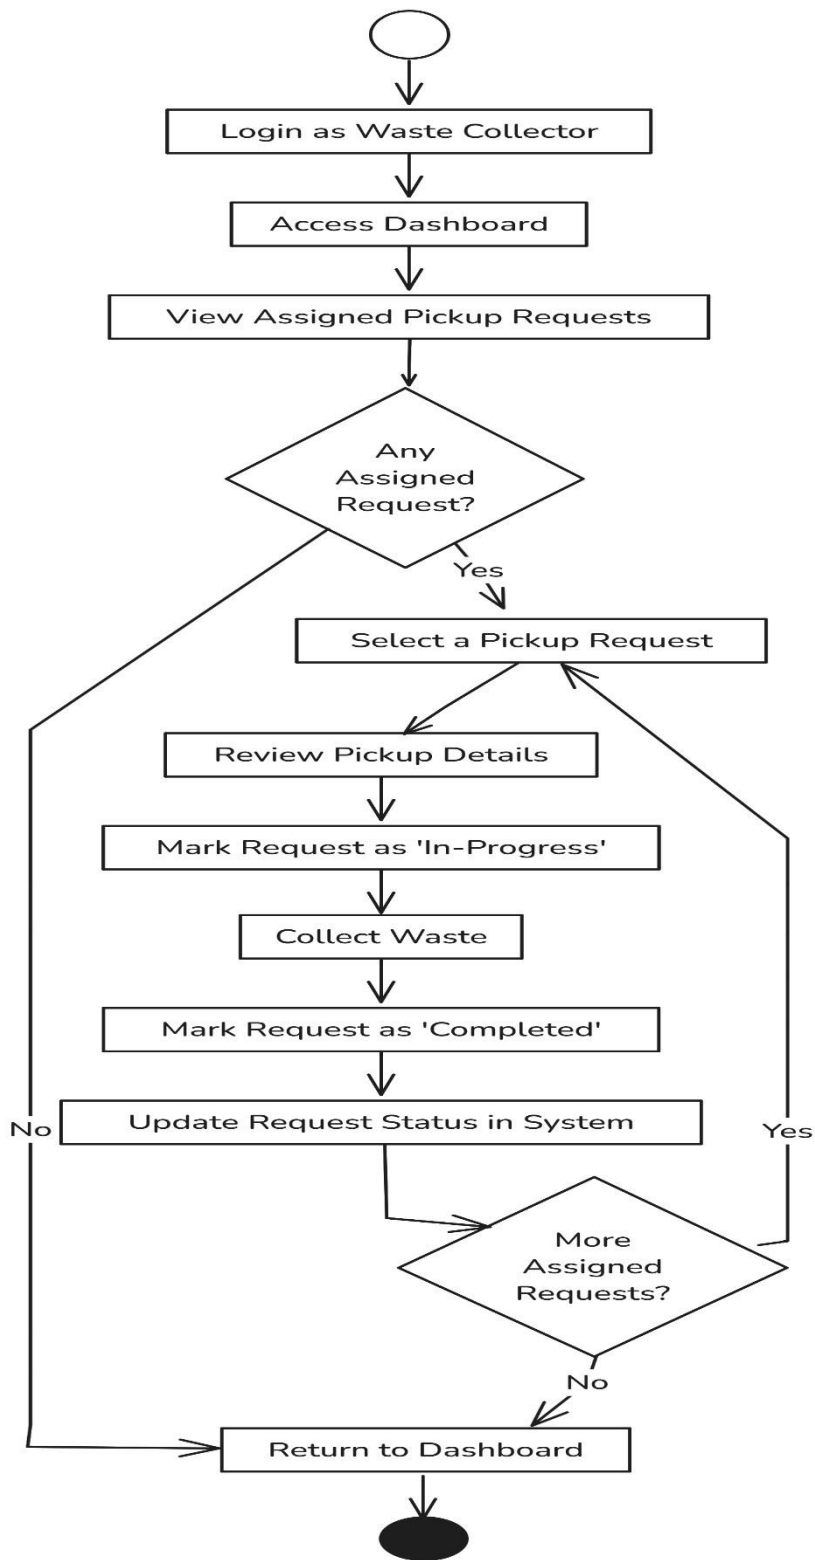 Login as Waste Collector
Access Dashboard
View Assigned Pickup Requests
Any
Assigned
Request?
Yes
Select a Pickup Request
Review Pickup Details
Mark Request as 'In-Progress'
Collect Waste
Mark Request as 'Completed'
Update Request Status in System
No
Yes
More
Assigned
Requests?
No
Return to Dashboard